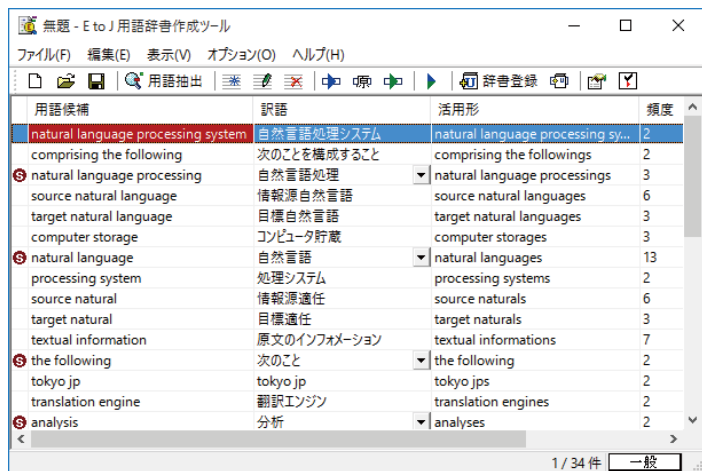 無題 - E to J 用語辞書作成ツール
ファイル(F) 編集(E) 表示(V) オプション(O) ヘルプ(H)
用語抽出 辞書登録
用語候補 訳語 活用形 頻度
natural language processing system 自然言語処理システム natural language processing sy... 2
comprising the following 次のことを構成すること comprising the followings 2
S natural language processing 自然言語処理 natural language processings 3
source natural language 情報源自然言語 source natural languages 6
target natural language 目標自然言語 target natural languages 3
computer storage コンピュータ貯蔵 computer storages 3
S natural language 自然言語 natural languages 13
processing system 処理システム processing systems 2
source natural 情報源適任 source naturals 6
target natural 目標適任 target naturals 3
textual information 原文のインフォメーション textual informations 7
S the following 次のこと the following 2
tokyo jp tokyo jp tokyo jps 2
translation engine 翻訳エンジン translation engines 2
S analysis 分析 analyses 2
1 / 34 件 一般